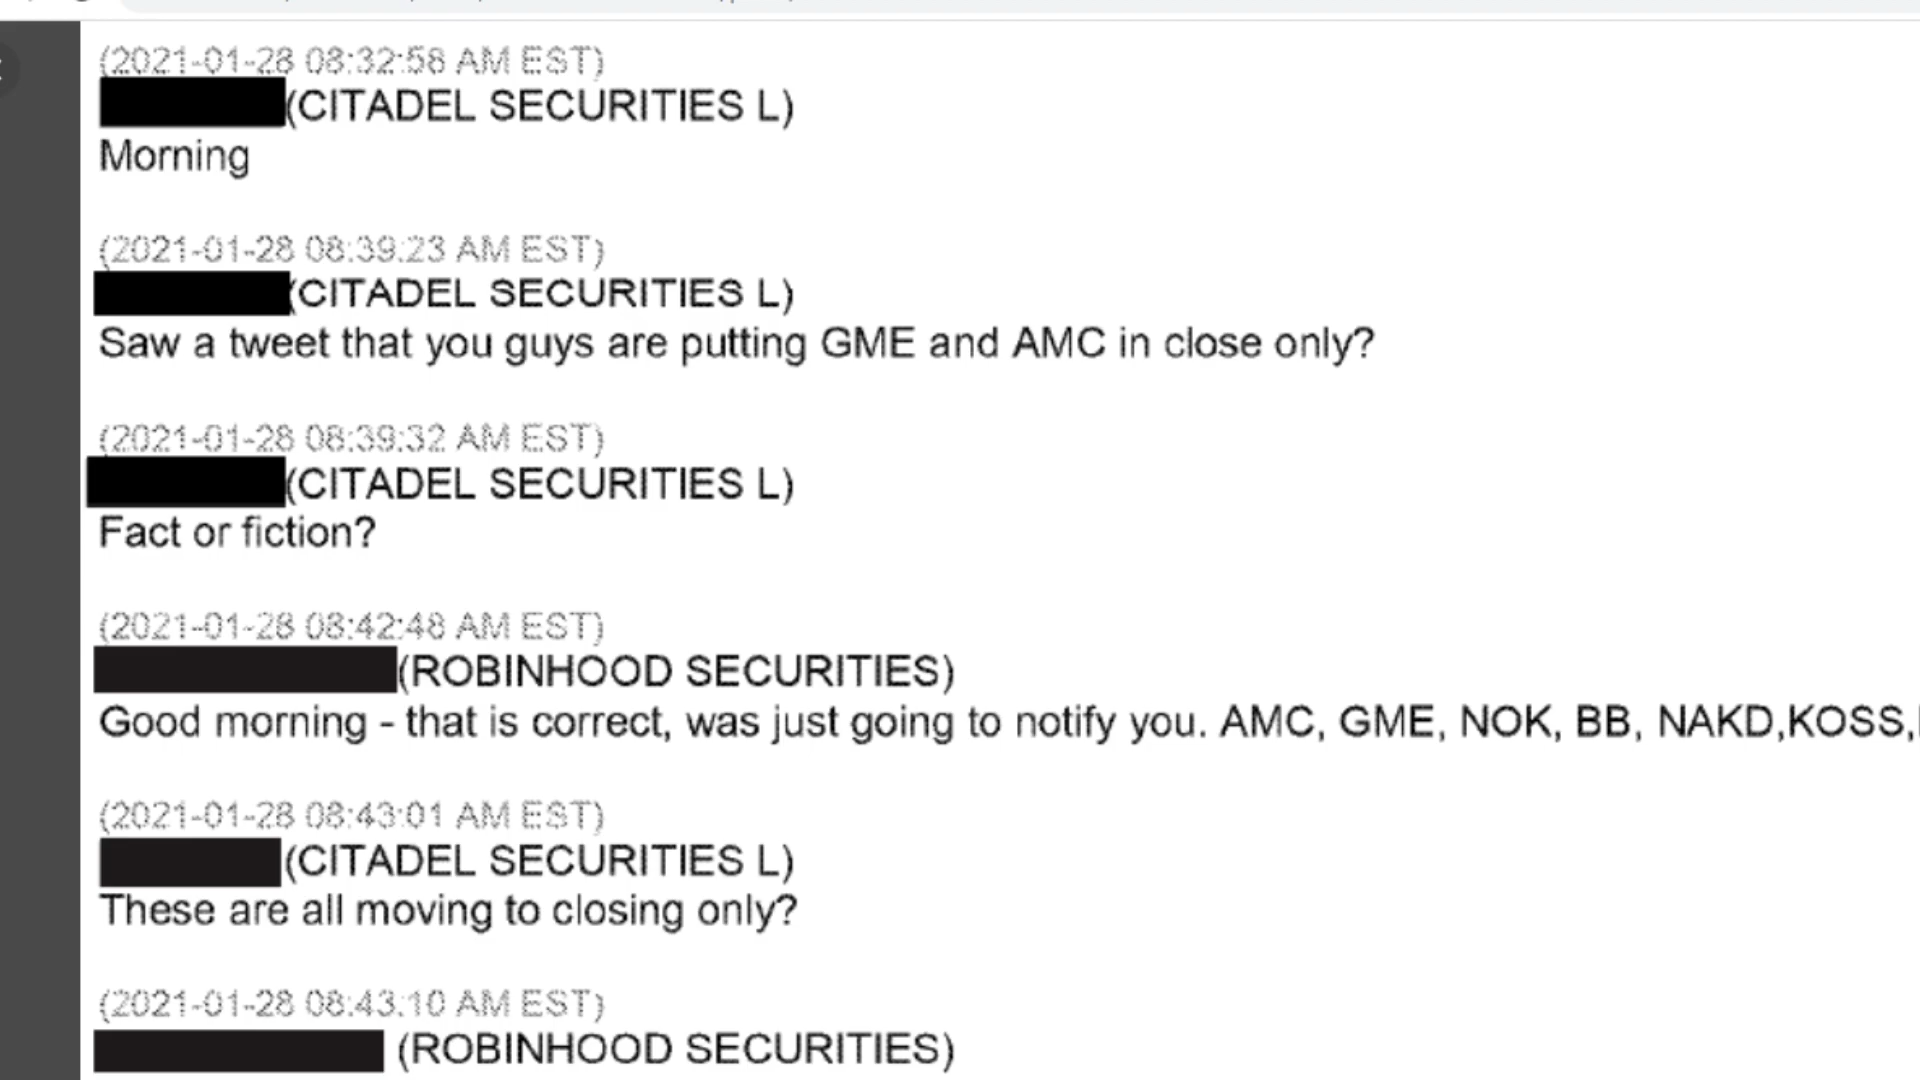 (2021-01-28 08:32:58 AM EST)
(CITADEL SECURITIES L)
Morning
(2021-01-28 08:39:23 AM EST)
(CITADEL SECURITIES L)
Saw a tweet that you guys are putting GME and AMC in close only?
(2021-01-28 08:39:32 AM EST)
(CITADEL SECURITIES L)
Fact or fiction?
(2021-01-28 08:42:48 AM EST)
(ROBINHOOD SECURITIES)
Good morning - that is correct, was just going to notify you. AMC, GME, NOK, BB, NAKD,KOSS,
(2021-01-28 08:43:01 AM EST)
(CITADEL SECURITIES L)
These are all moving to closing only?
(2021-01-28 08:43:10 AM EST)
(ROBINHOOD SECURITIES)